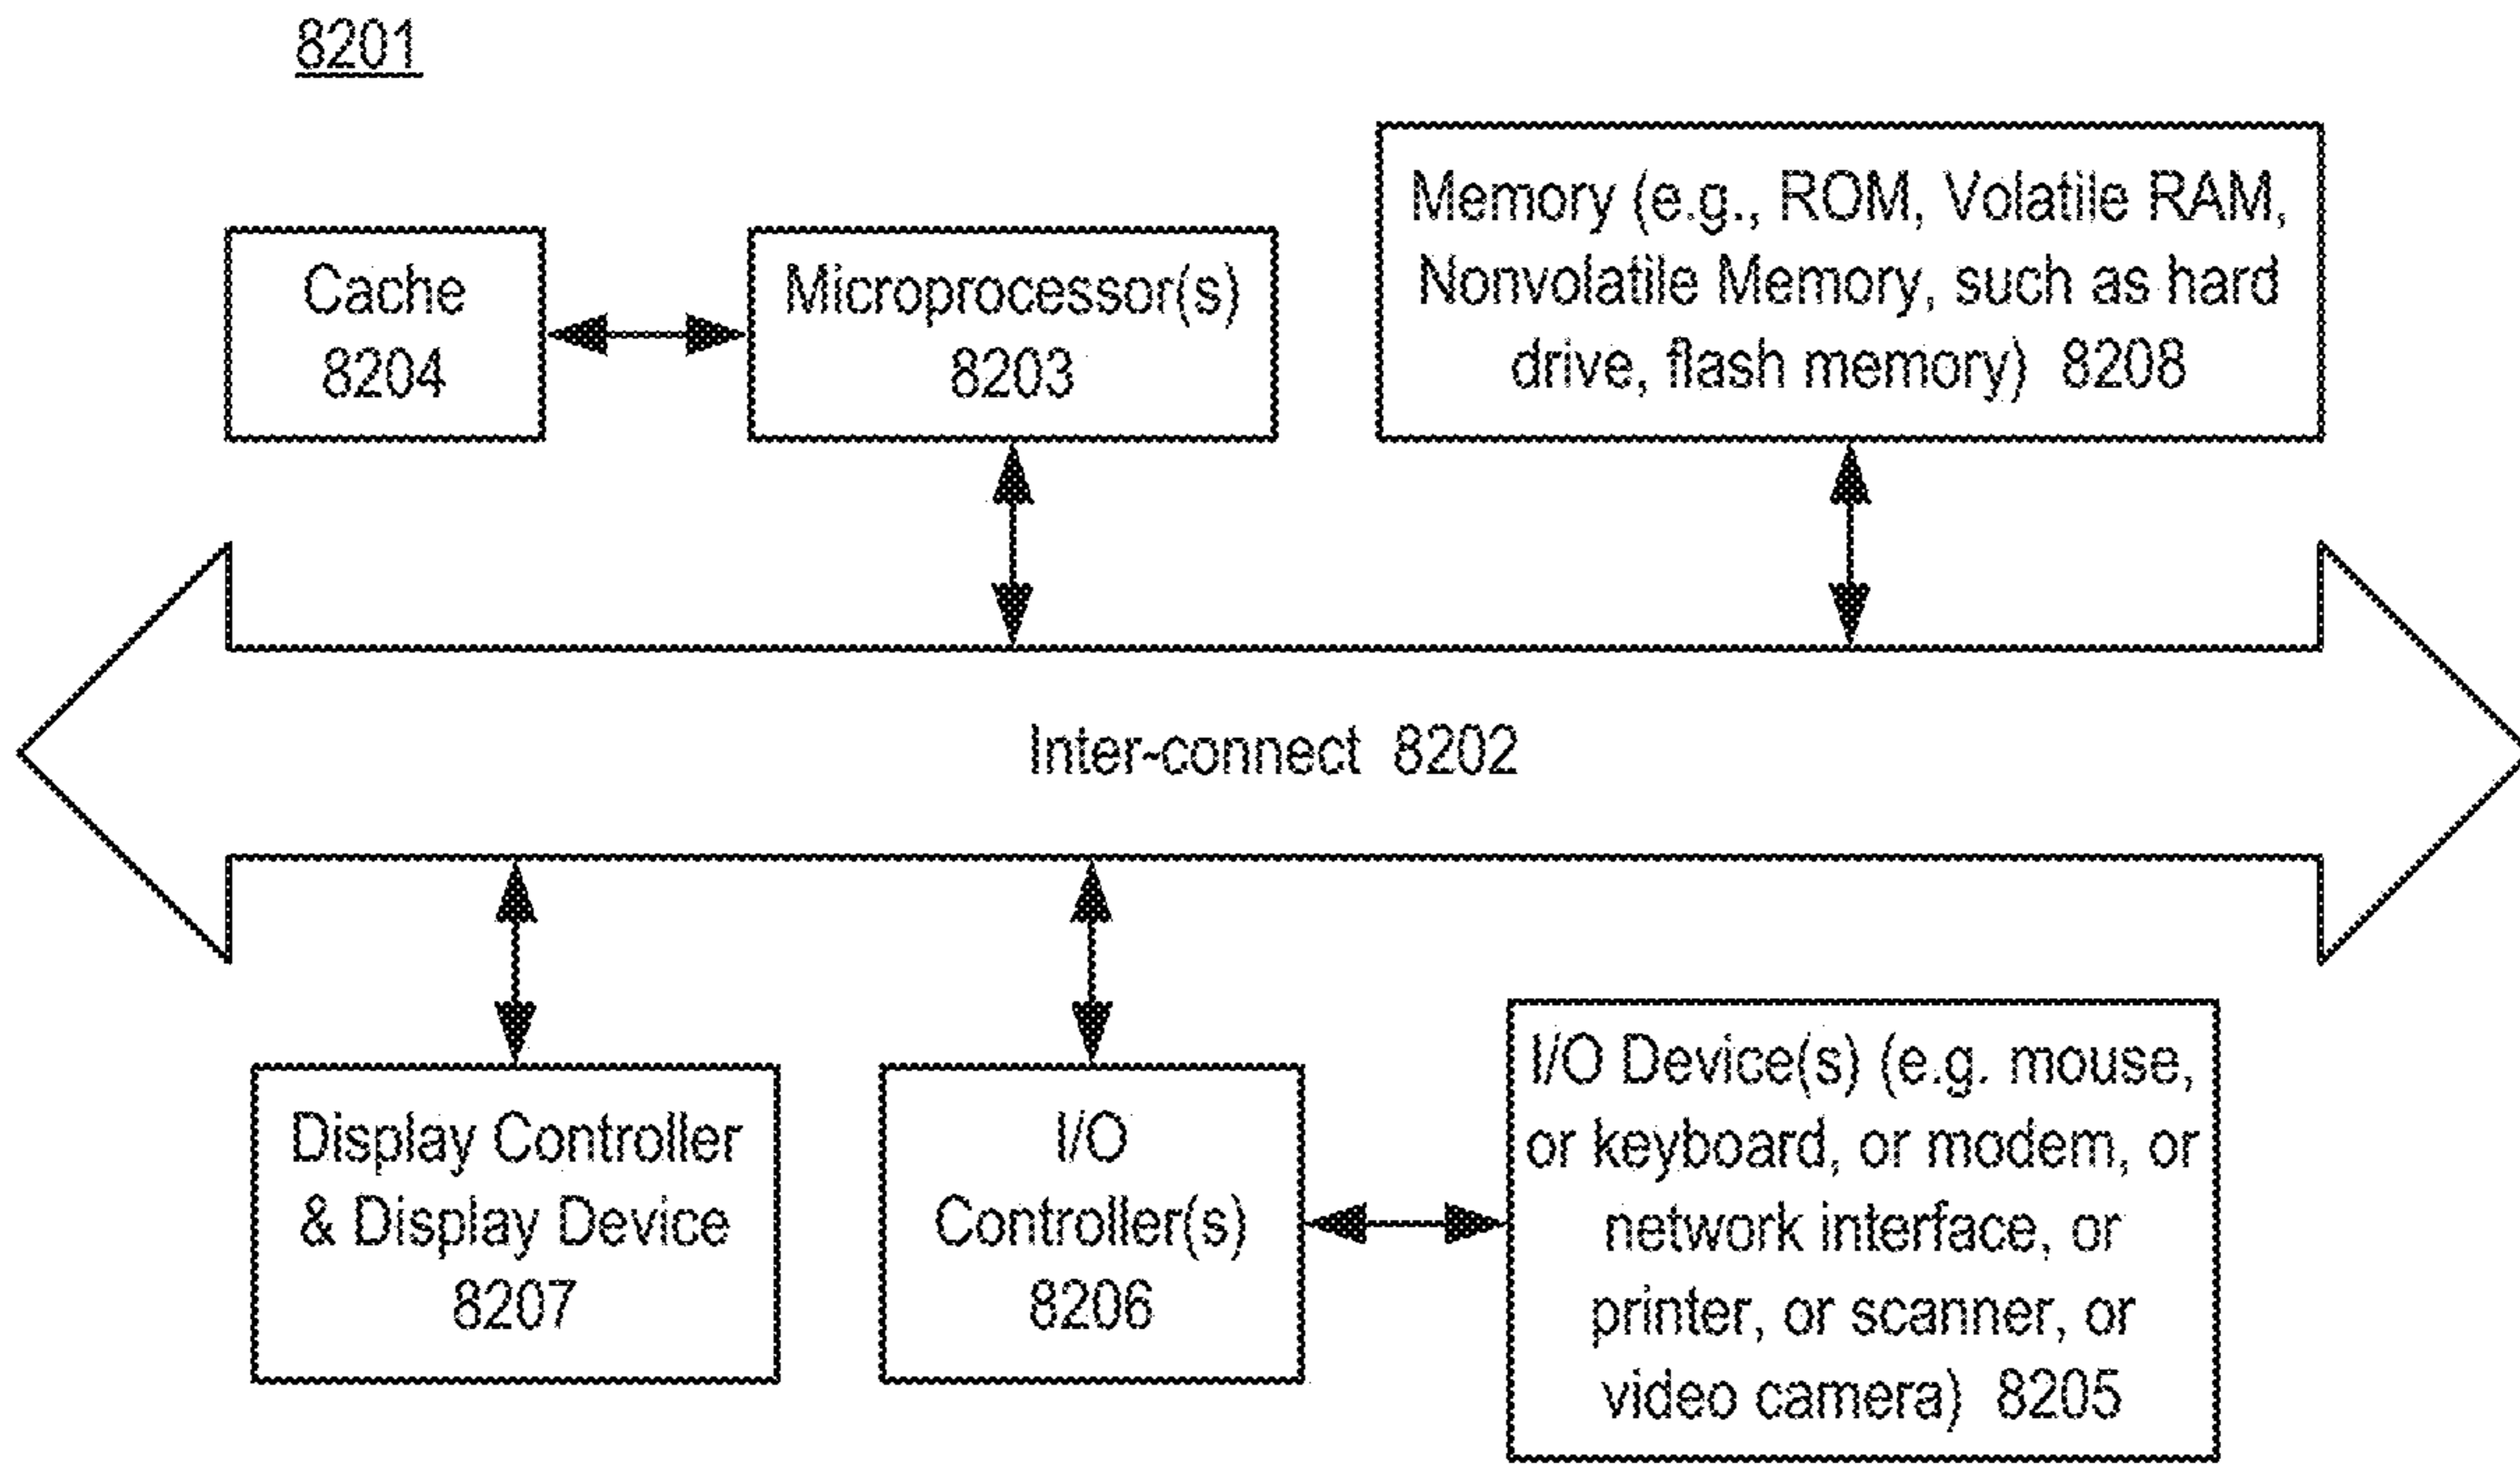 8201
Cache
8204
Microprocessor(s)
8203
Memory (e.g., ROM, Volatile RAM,
Nonvolatile Memory, such as hard
drive, flash memory) 8208
Inter-connect 8202
Display Controller
& Display Device
8207
I/O
Controller(s)
8206
I/O Device(s) (e.g. mouse,
or keyboard, or modem, or
network interface, or
printer, or scanner, or
video camera) 8205